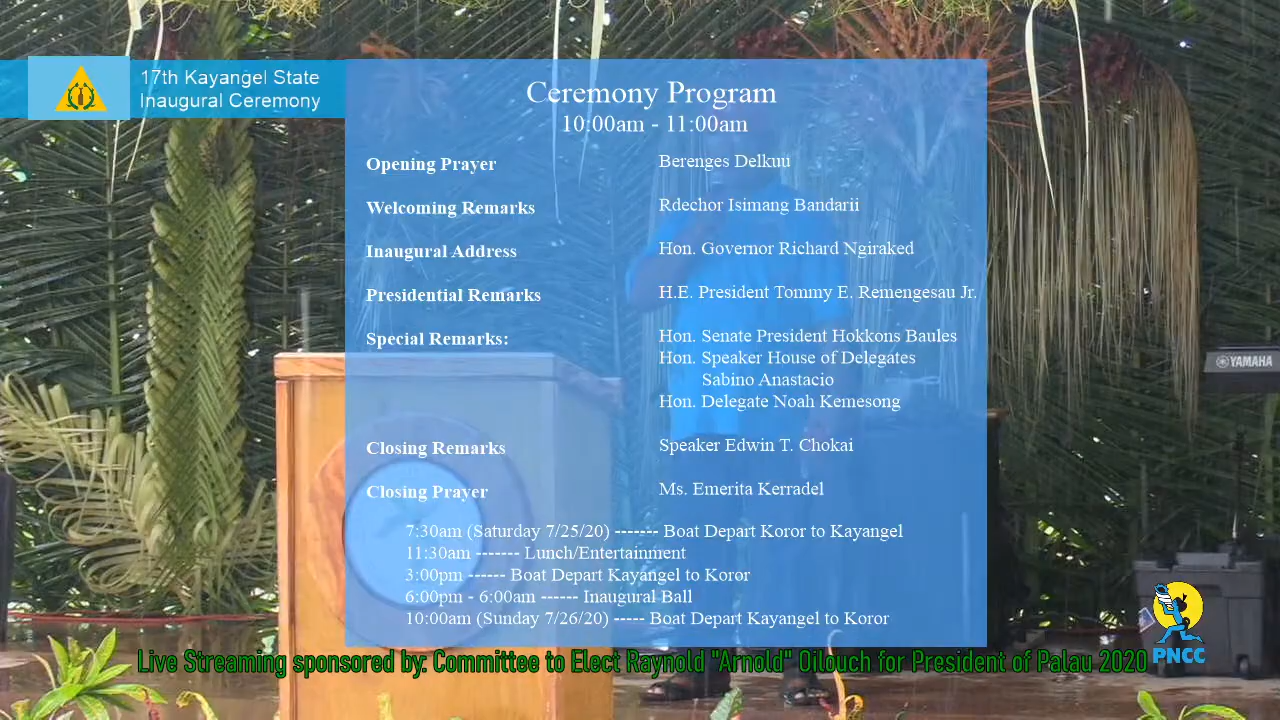 17th Kayangel State
Inaugural Ceremony
Ceremony Program
10:00am - 11:00am
Opening Prayer Berenges Delkuu
Welcoming Remarks Rdechor Isimang Bandarii
Inaugural Address Hon. Governor Richard Ngiraked
Presidential Remarks H.E. President Tommy E. Remengesau Jr.
Special Remarks: Hon. Senate President Hokkons Baules
Hon. Speaker House of Delegates
Sabino Anastacio
Hon. Delegate Noah Kemesong
Closing Remarks Speaker Edwin T. Chokai
Closing Prayer Ms. Emerita Kerradel
7:30am (Saturday 7/25/20) ------- Boat Depart Koror to Kayangel
11:30am ------- Lunch/Entertainment
3:00pm ------ Boat Depart Kayangel to Koror
6:00pm - 6:00am ------ Inaugural Ball
10:00am (Sunday 7/26/20) ----- Boat Depart Kayangel to Koror
YAMAHA
PNCC
Live Streaming sponsored by: Committee to Elect Raynold "Arnold" Oilouch for President of Palau 2020